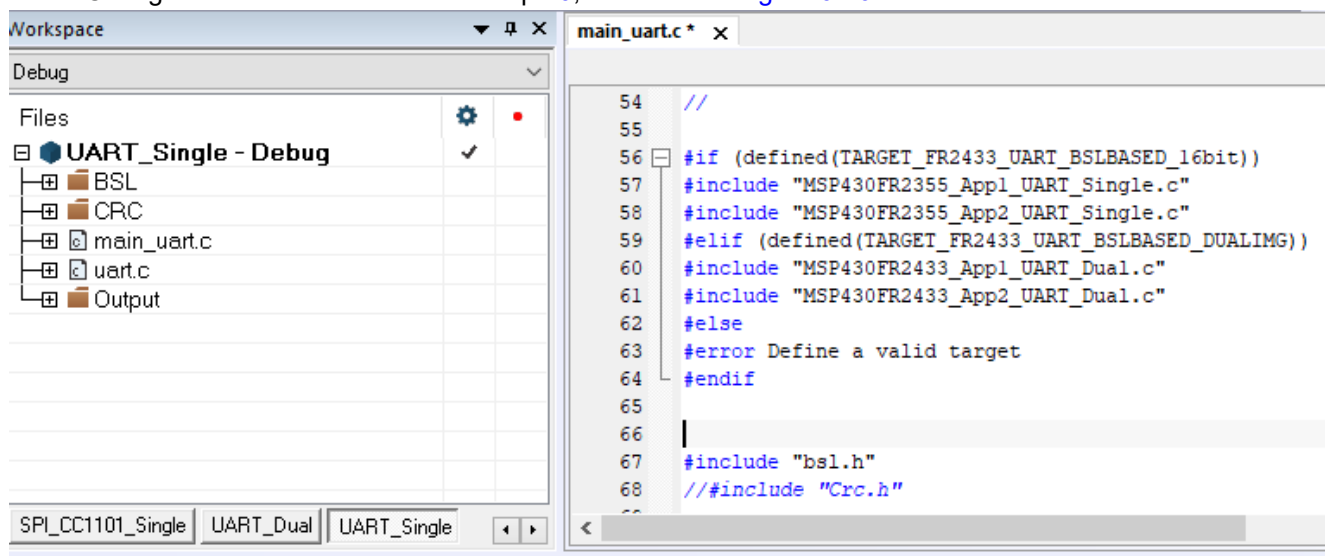 Workspace
Debug
Files
UART_Single - Debug
BSL
CRC
main_uart.c
uart.c
Output
SPI_CC1101_Single UART_Dual UART_Single
main_uart.c *
54 //
55
56 #if (defined(TARGET_FR2433_UART_BSLBASED_16bit))
57 #include "MSP430FR2355_App1_UART_Single.c"
58 #include "MSP430FR2355_App2_UART_Single.c"
59 #elif (defined(TARGET_FR2433_UART_BSLBASED_DUALIMG))
60 #include "MSP430FR2433_App1_UART_Dual.c"
61 #include "MSP430FR2433_App2_UART_Dual.c"
62 #else
63 #error Define a valid target
64 #endif
65
66
67 #include "bsl.h"
68 //#include "Crc.h"